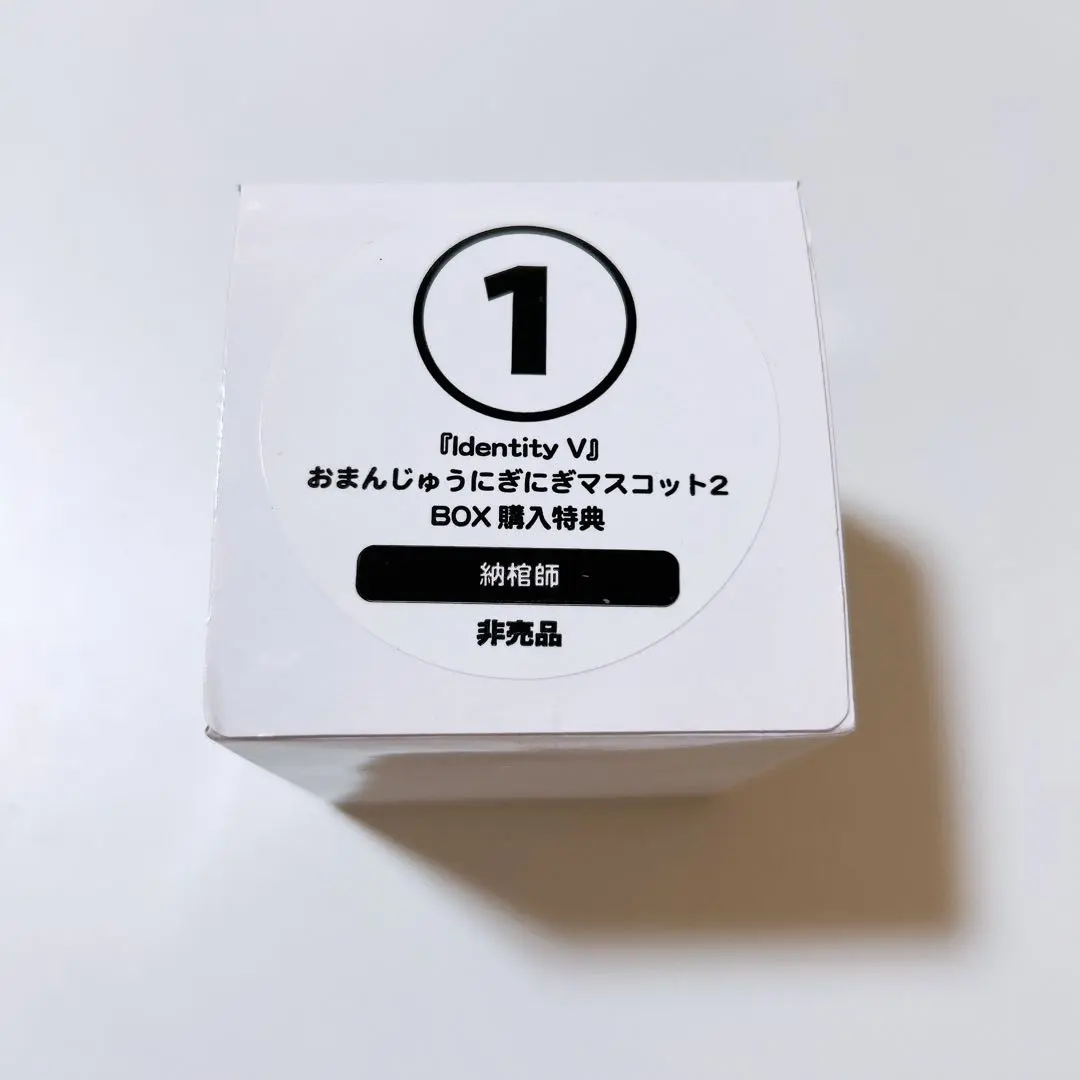 1
『Identity V』
おまんじゅうにぎにぎマスコット2
BOX 購入特典
納棺師
非売品